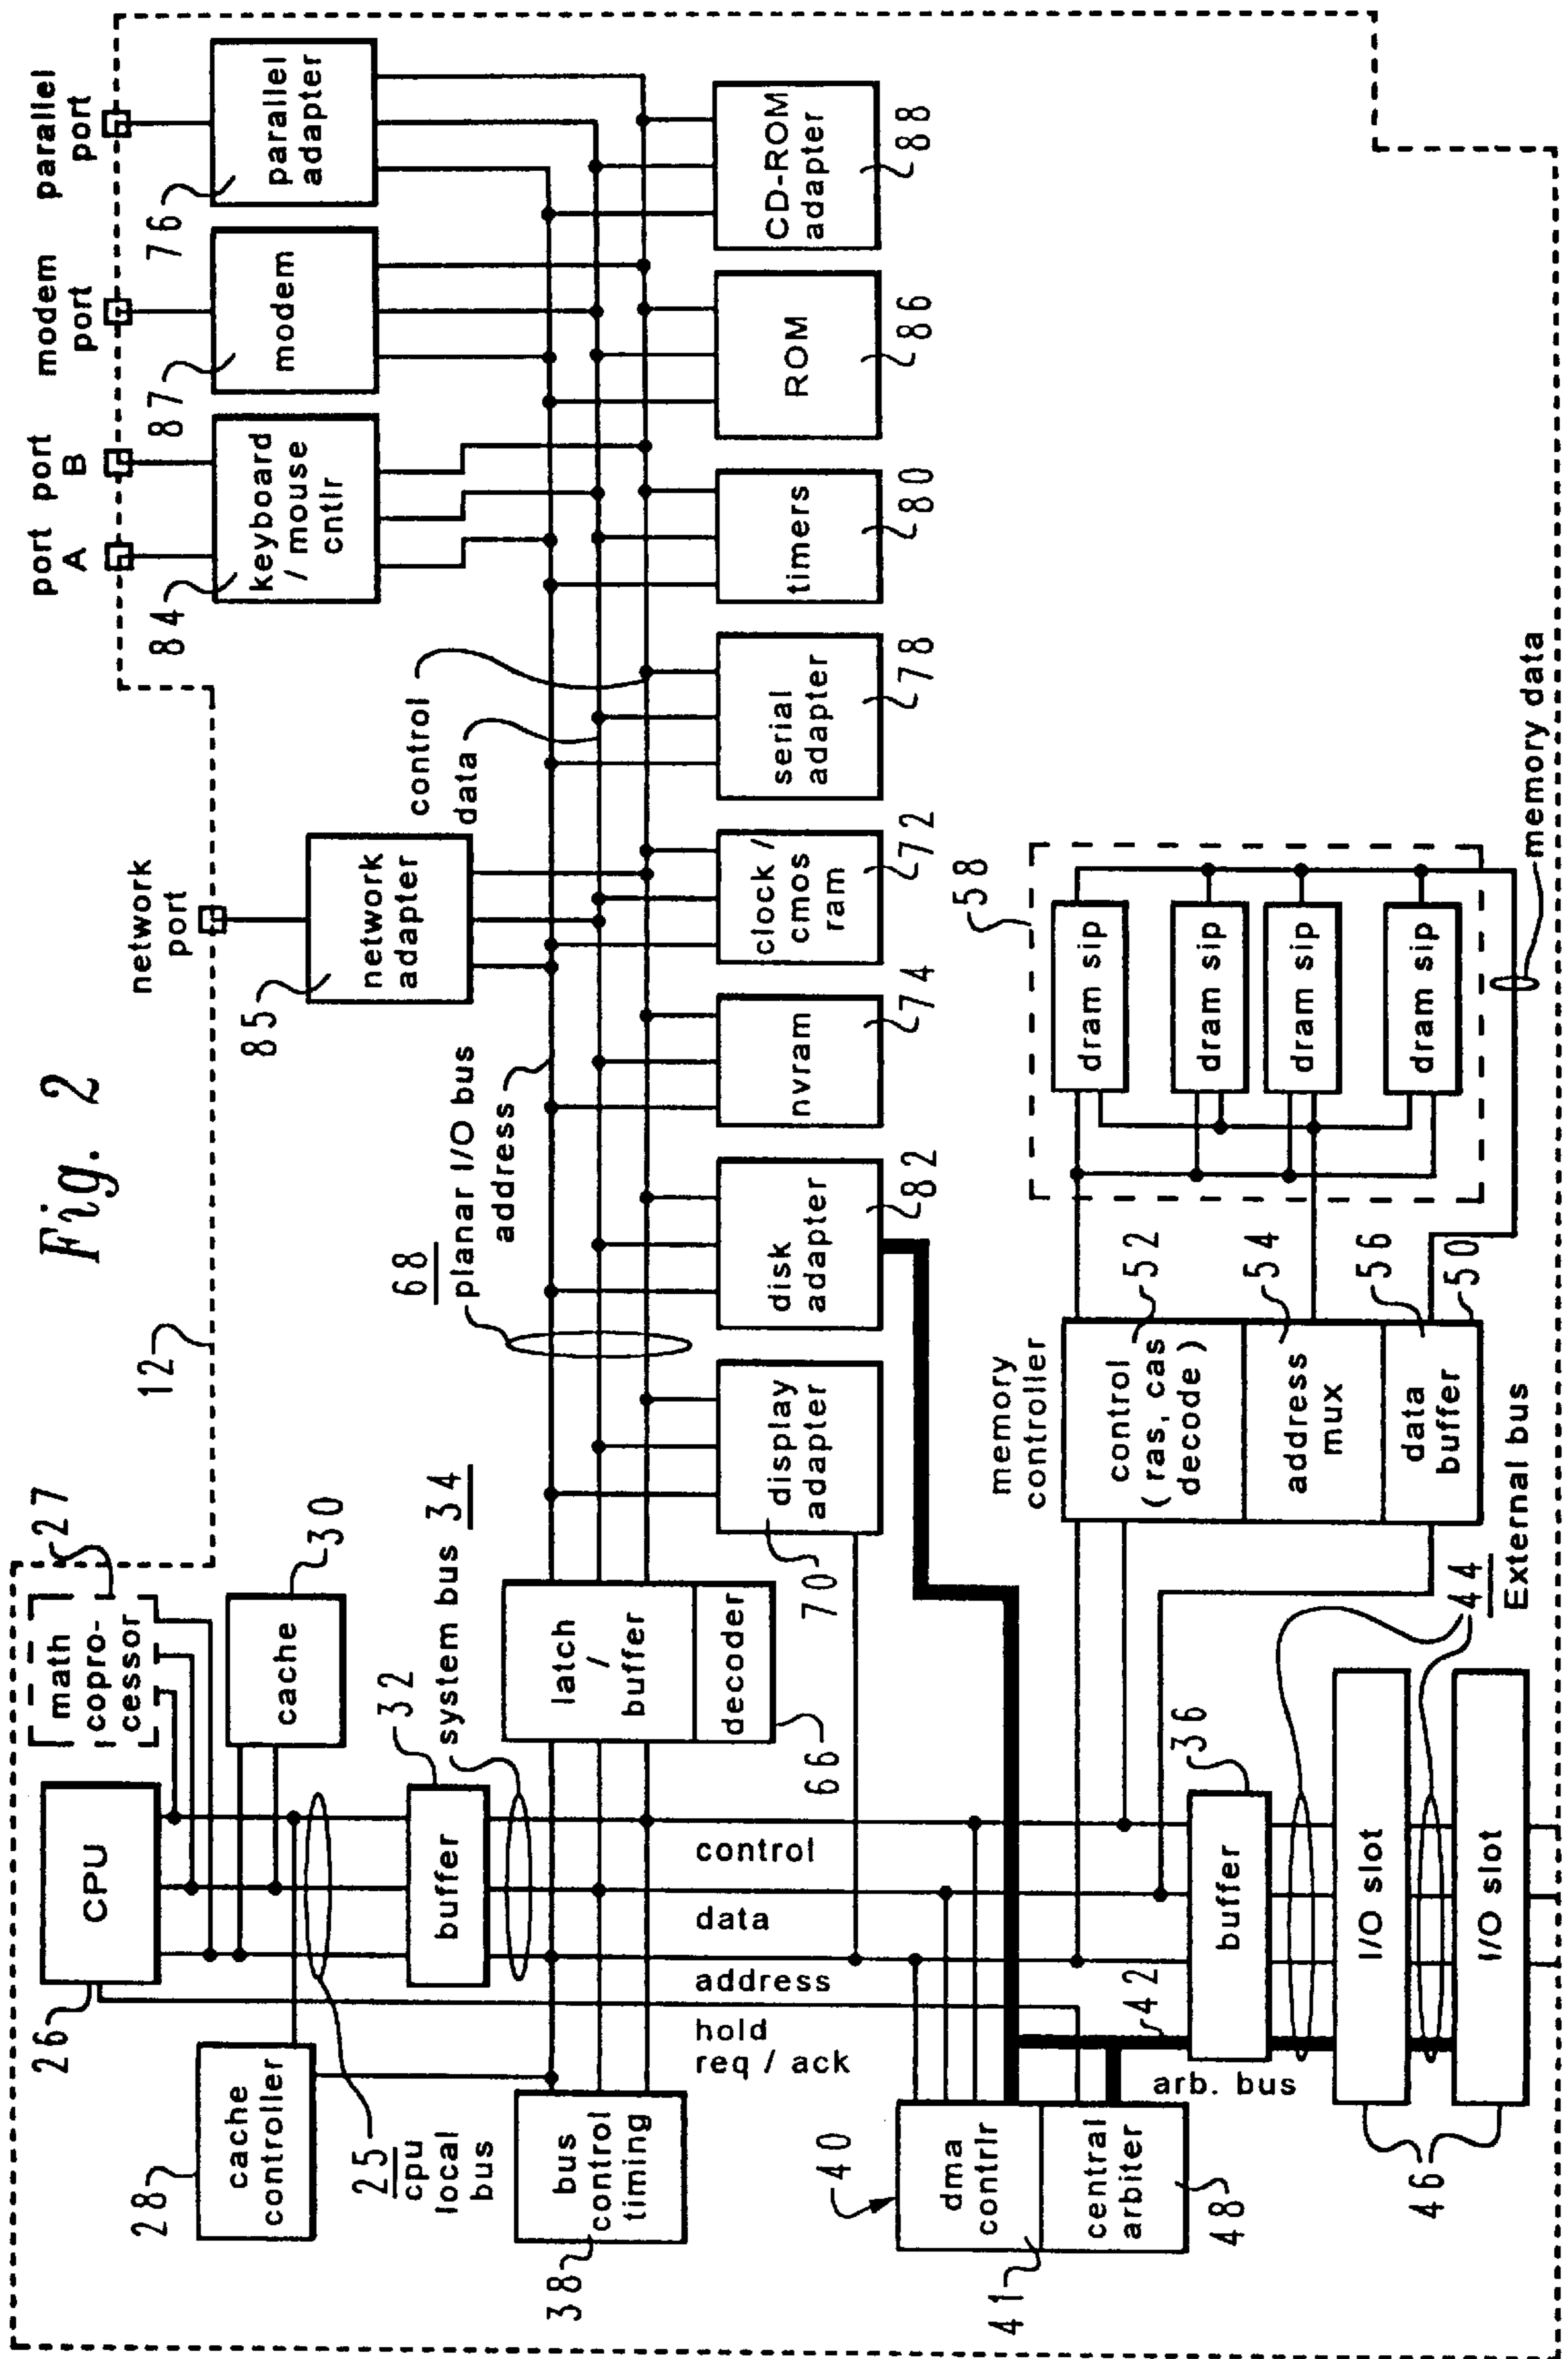 Fig. 2
12
26
CPU
27
math
copro-
cessor
28
cache
controller
cache
30
25
cpu
local
bus
32
buffer
system bus 34
38
bus
control
timing
latch
/
buffer
decoder
66
control
data
address
hold
req / ack
68
planar I/O bus
address
data
control
network
port
85
network
adapter
port
A
port
B
84
keyboard
/ mouse
cntlr
modem
port
87
modem
parallel
port
76
parallel
adapter
70
display
adapter
disk
adapter
82
nvram
74
clock /
cmos
ram
72
serial
adapter
78
timers
80
ROM
86
CD-ROM
adapter
88
40
dma
contrlr
41
central
arbiter
48
arb. bus
42
buffer
36
I/O slot
I/O slot
46
44
External bus
memory
controller
control
( ras, cas
decode )
52
address
mux
54
data
buffer
56
50
58
dram sip
dram sip
dram sip
dram sip
memory data